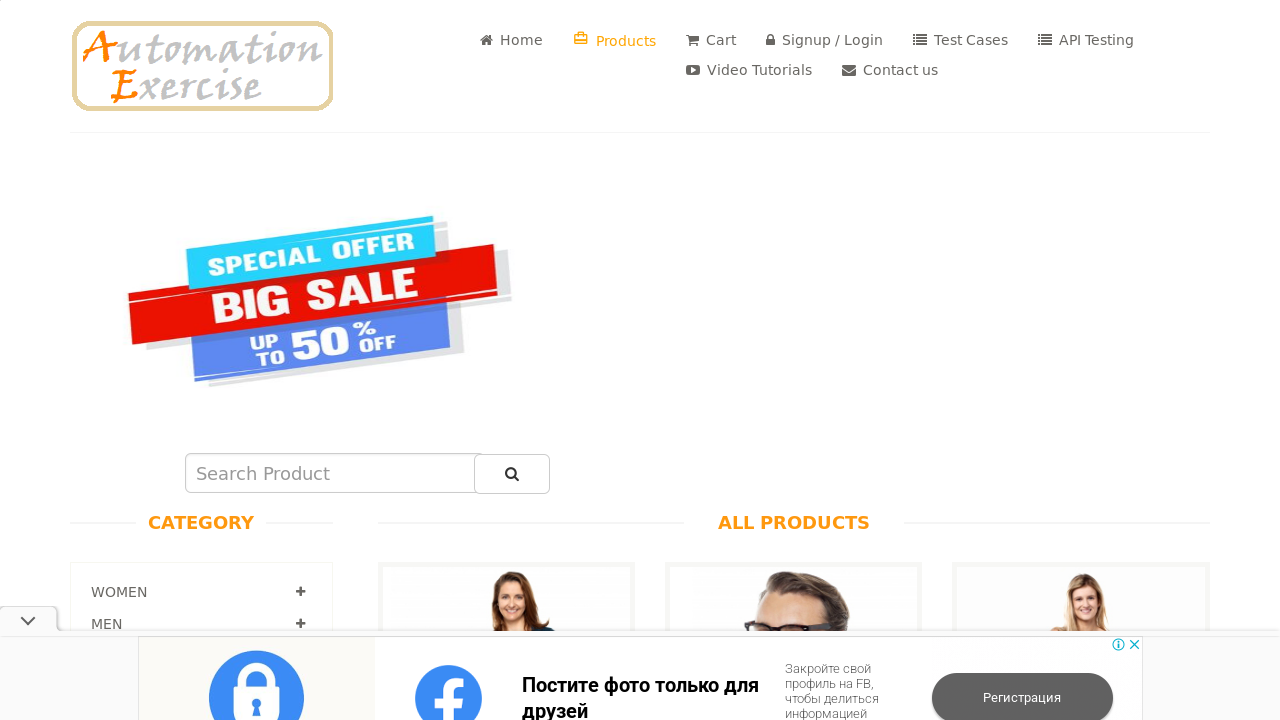 Automation
Exercise
Home
Products
Cart
Signup / Login
Test Cases
API Testing
Video Tutorials
Contact us
SPECIAL OFFER
BIG SALE
UP TO 50% OFF
Search Product
CATEGORY
ALL PRODUCTS
WOMEN
MEN
Постите фото только для
друзей
Закройте свой
профиль на FB,
чтобы делиться
информацией
Регистрация